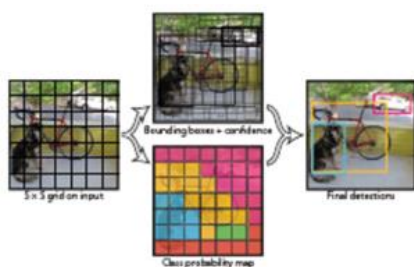 Bounding boxes + confidence
S × S grid on input
Final detections
Class probability map